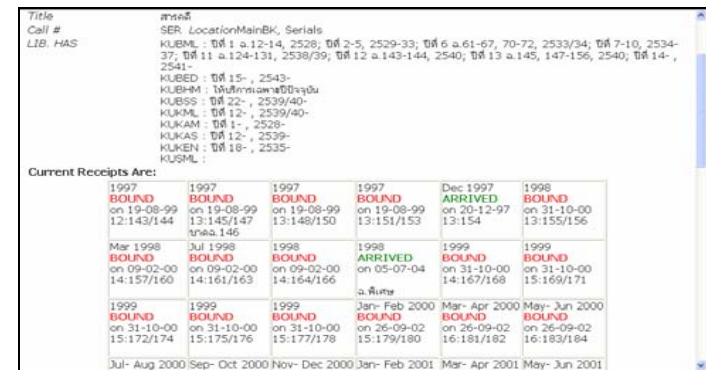 Title สารคดี
Call # SER LocationMainBK, Serials
LIB. HAS KUBML : ปีที่ 1 ฉ.12-14, 2528; ปีที่ 2-5, 2529-33; ปีที่ 6 ฉ.61-67, 70-72, 2533/34; ปีที่ 7-10, 2534-
37; ปีที่ 11 ฉ.124-131, 2538/39; ปีที่ 12 ฉ.143-144, 2540; ปีที่ 13 ฉ.145, 147-156, 2540; ปีที่ 14- ,
2541-
KUBED : ปีที่ 15- , 2543-
KUBHM : ให้บริการเฉพาะปีปัจจุบัน
KUBSS : ปีที่ 22- , 2539/40-
KUKML : ปีที่ 12- , 2539/40-
KUKAM : ปีที่ 1- , 2528-
KUKAS : ปีที่ 12- , 2539-
KUKEN : ปีที่ 18- , 2535-
KUSML :
Current Receipts Are:
1997 1997 1997 1997 Dec 1997 1998
BOUND BOUND BOUND BOUND ARRIVED BOUND
on 19-08-99 on 19-08-99 on 19-08-99 on 19-08-99 on 20-12-97 on 31-10-00
12:143/144 13:145/147 13:148/150 13:151/153 13:154 13:155/156
ขาดฉ.146
Mar 1998 Jul 1998 1998 1998 1999 1999
BOUND BOUND BOUND ARRIVED BOUND BOUND
on 09-02-00 on 09-02-00 on 09-02-00 on 05-07-04 on 31-10-00 on 31-10-00
14:157/160 14:161/163 14:164/166 14:167/168 15:169/171
ฉ.พิเศษ
1999 1999 1999 Jan- Feb 2000 Mar- Apr 2000 May- Jun 2000
BOUND BOUND BOUND BOUND BOUND BOUND
on 31-10-00 on 31-10-00 on 31-10-00 on 26-09-02 on 26-09-02 on 26-09-02
15:172/174 15:175/176 15:177/178 15:179/180 16:181/182 16:183/184
Jul- Aug 2000 Sep- Oct 2000 Nov- Dec 2000 Jan- Feb 2001 Mar- Apr 2001 May- Jun 2001